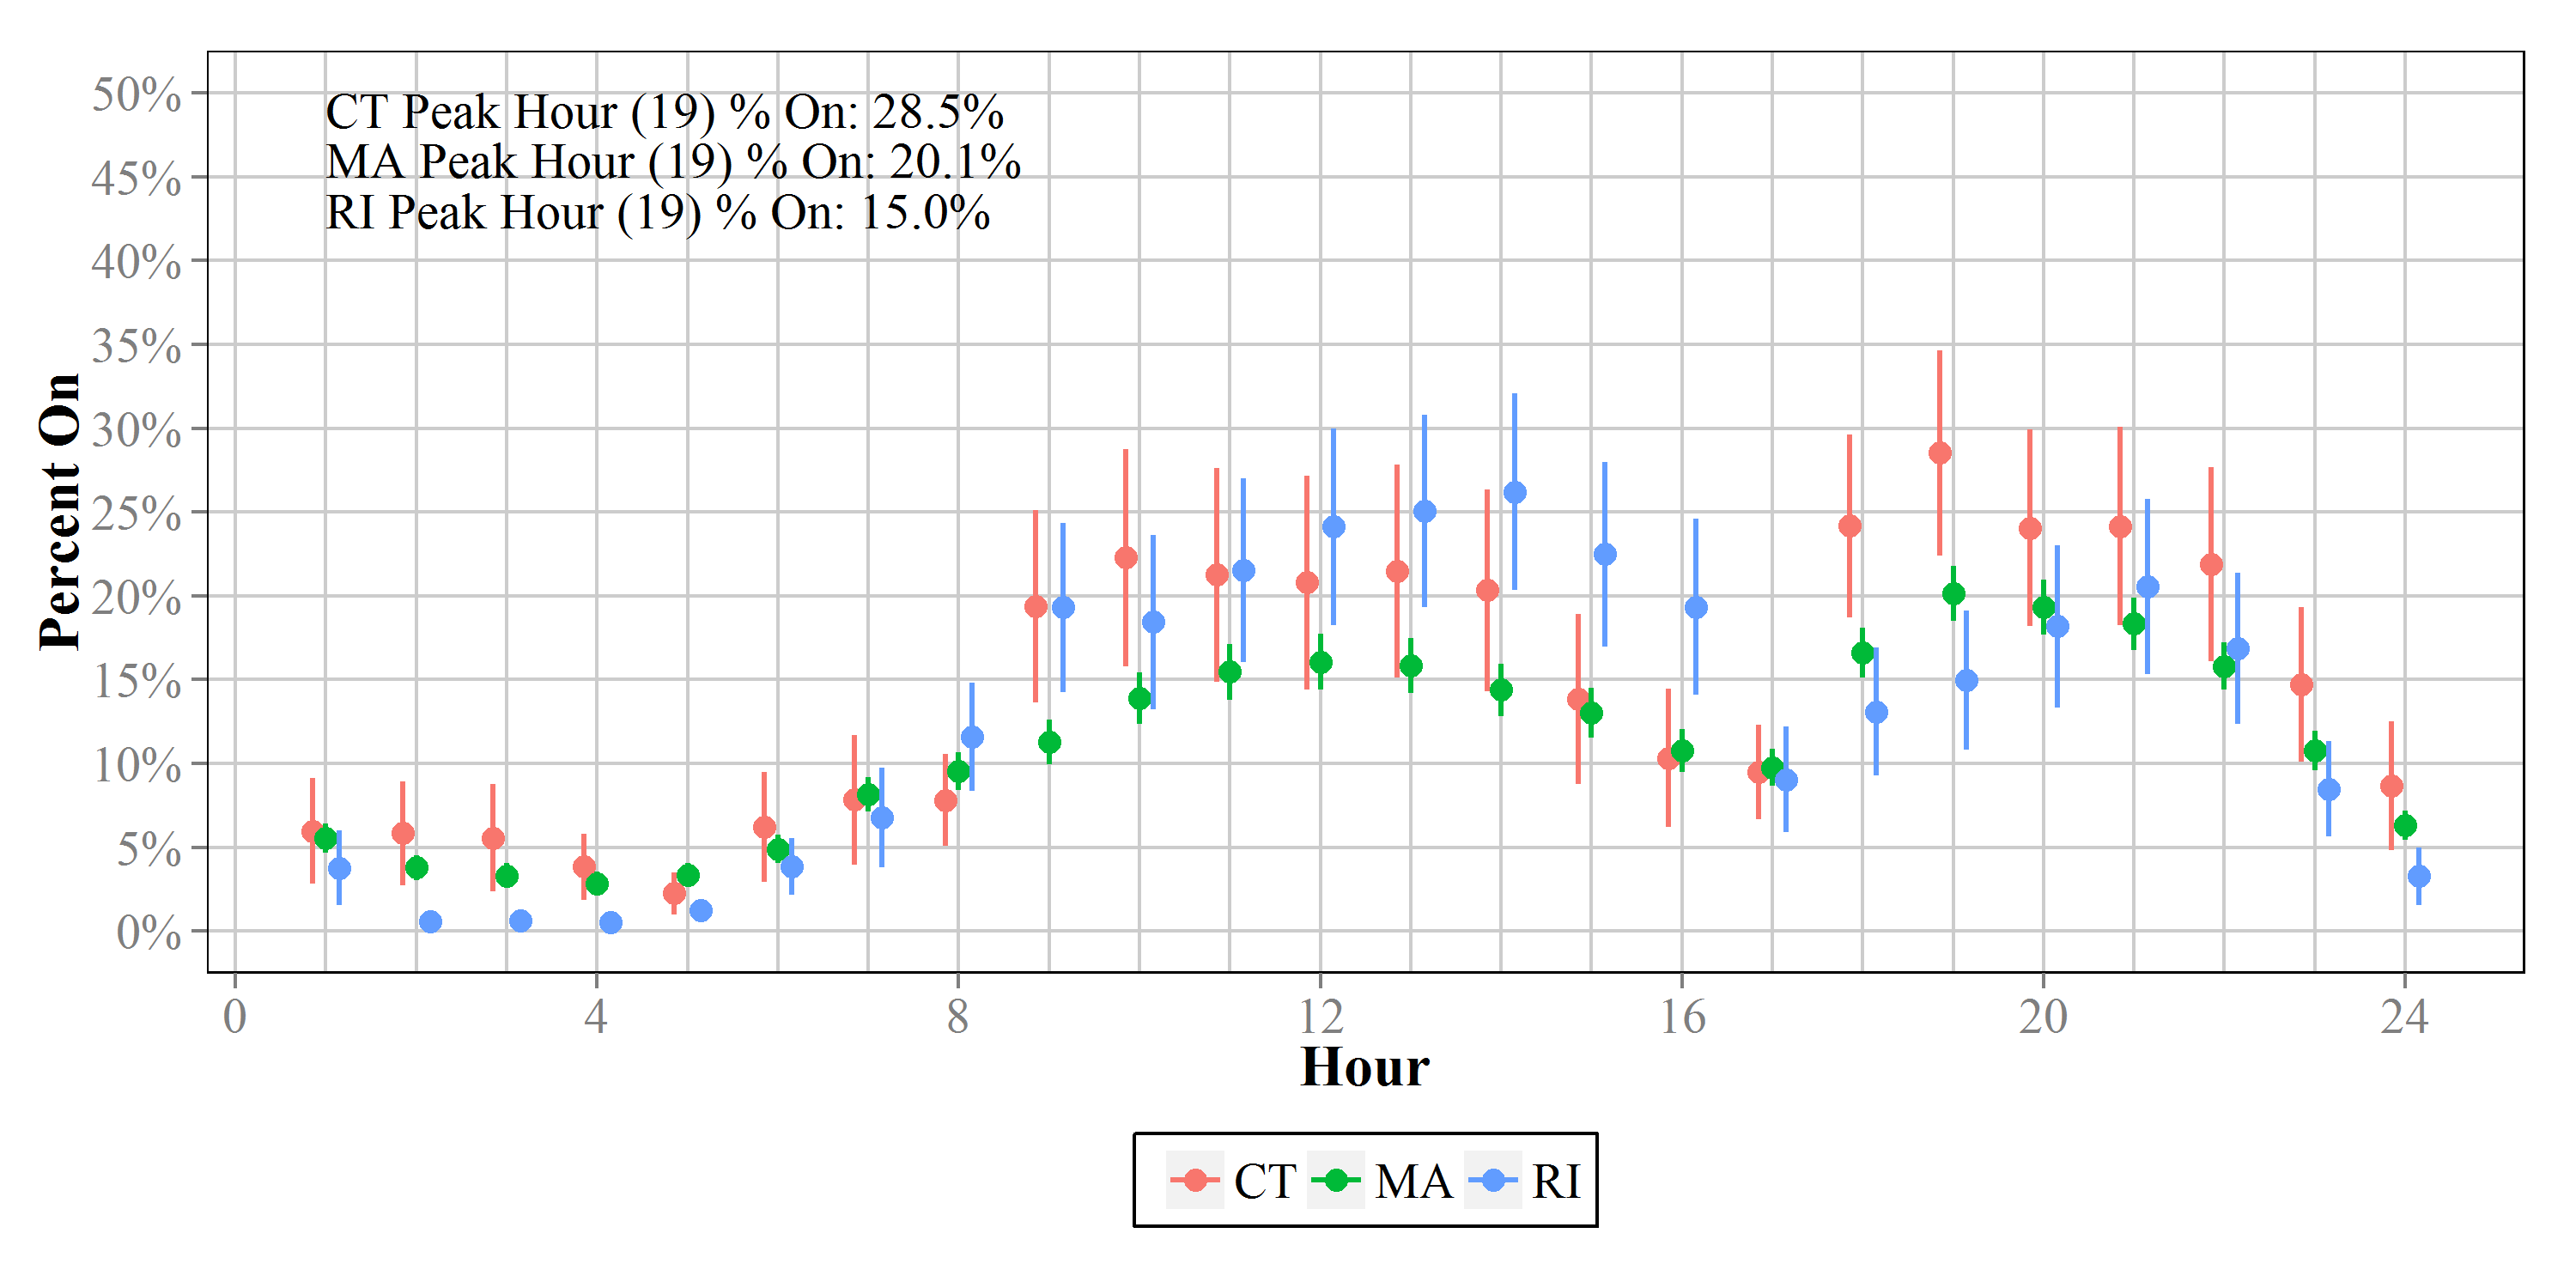 CT Peak Hour (19) % On: 28.5%
MA Peak Hour (19) % On: 20.1%
RI Peak Hour (19) % On: 15.0%
50%
45%
40%
35%
30%
25%
20%
15%
10%
5%
0%
Percent On
0 4 8 12 16 20 24
Hour
CT MA RI